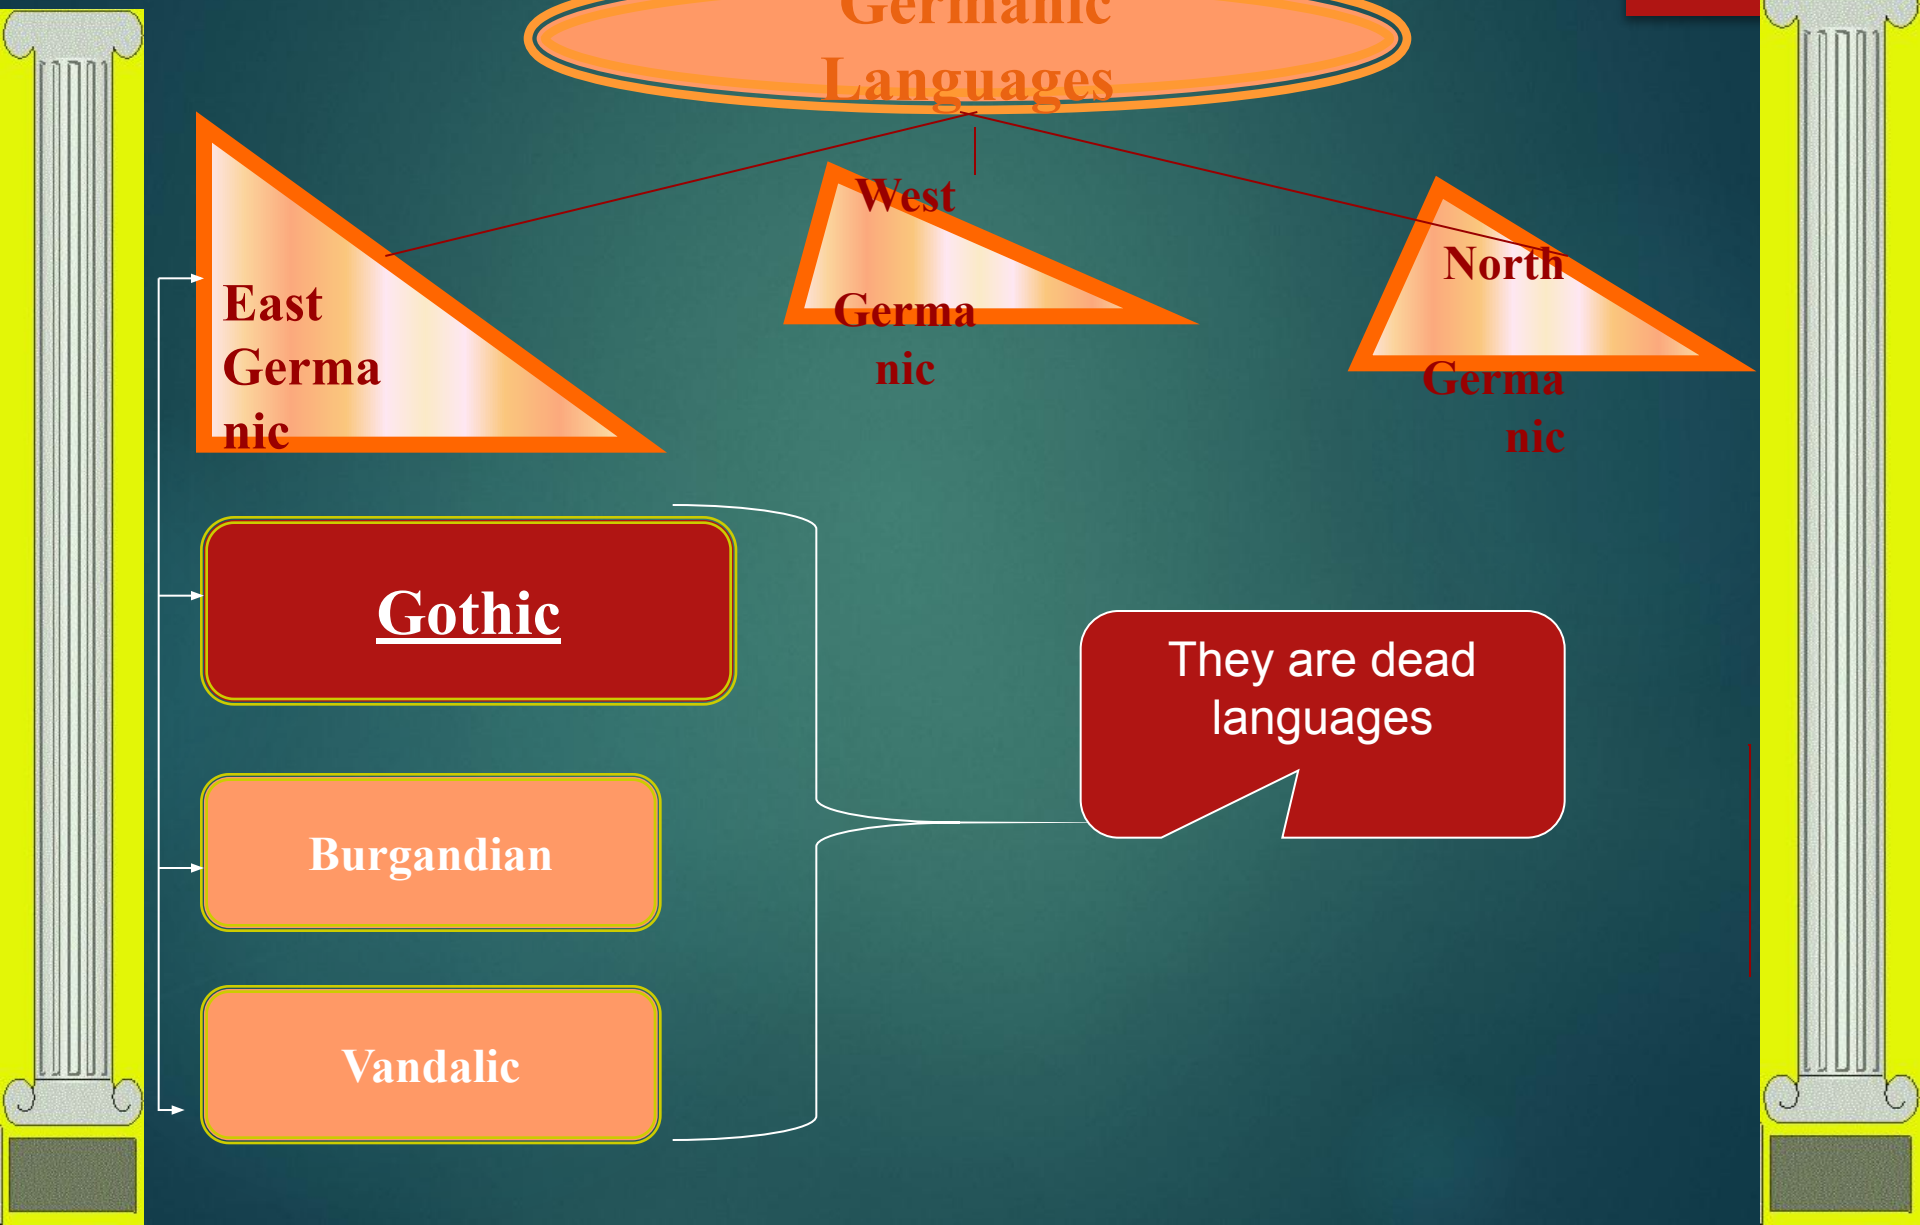 Germanic
Languages
East
Germa
nic
West
Germa
nic
North
Germa
nic
Gothic
Burgandian
Vandalic
They are dead
languages